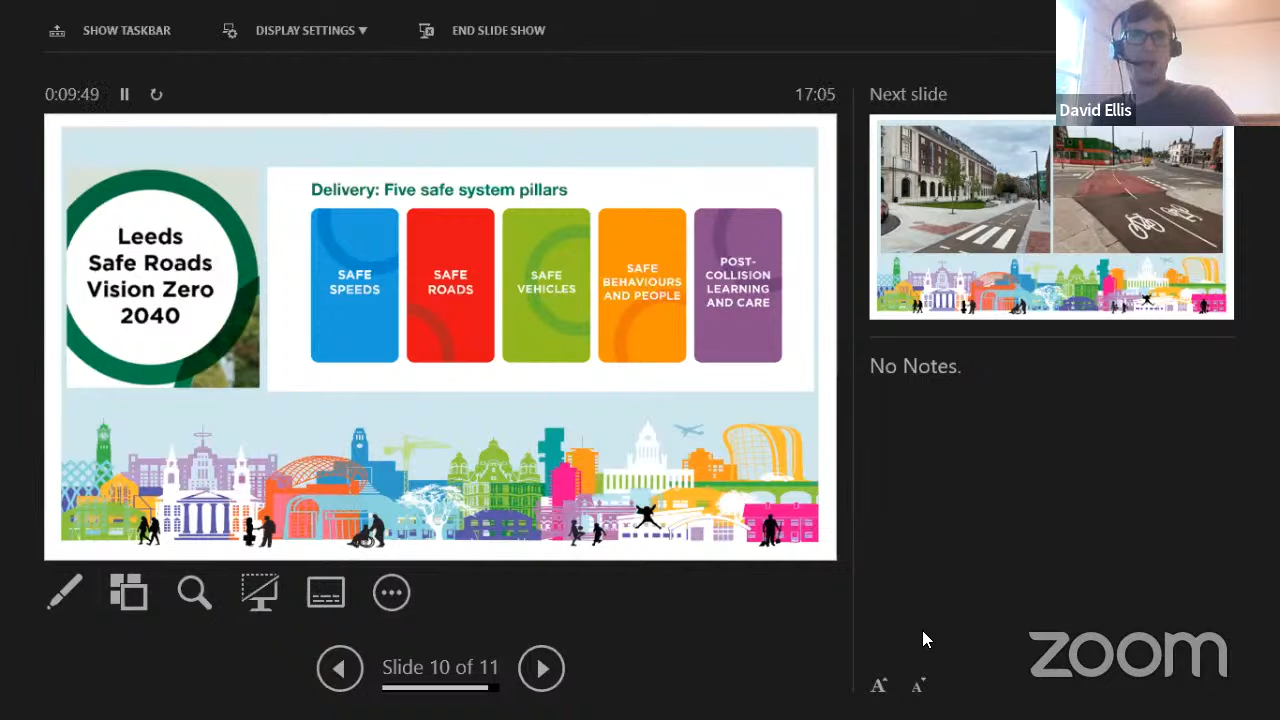 SHOW TASKBAR
DISPLAY SETTINGS ▼
END SLIDE SHOW
0:09:49
17:05
Next slide
David Ellis
Leeds
Safe Roads
Vision Zero
2040
Delivery: Five safe system pillars
SAFE
SPEEDS
SAFE
ROADS
SAFE
VEHICLES
SAFE
BEHAVIOURS
AND PEOPLE
POST-
COLLISION
LEARNING
AND CARE
No Notes.
Slide 10 of 11
A
A
zoom